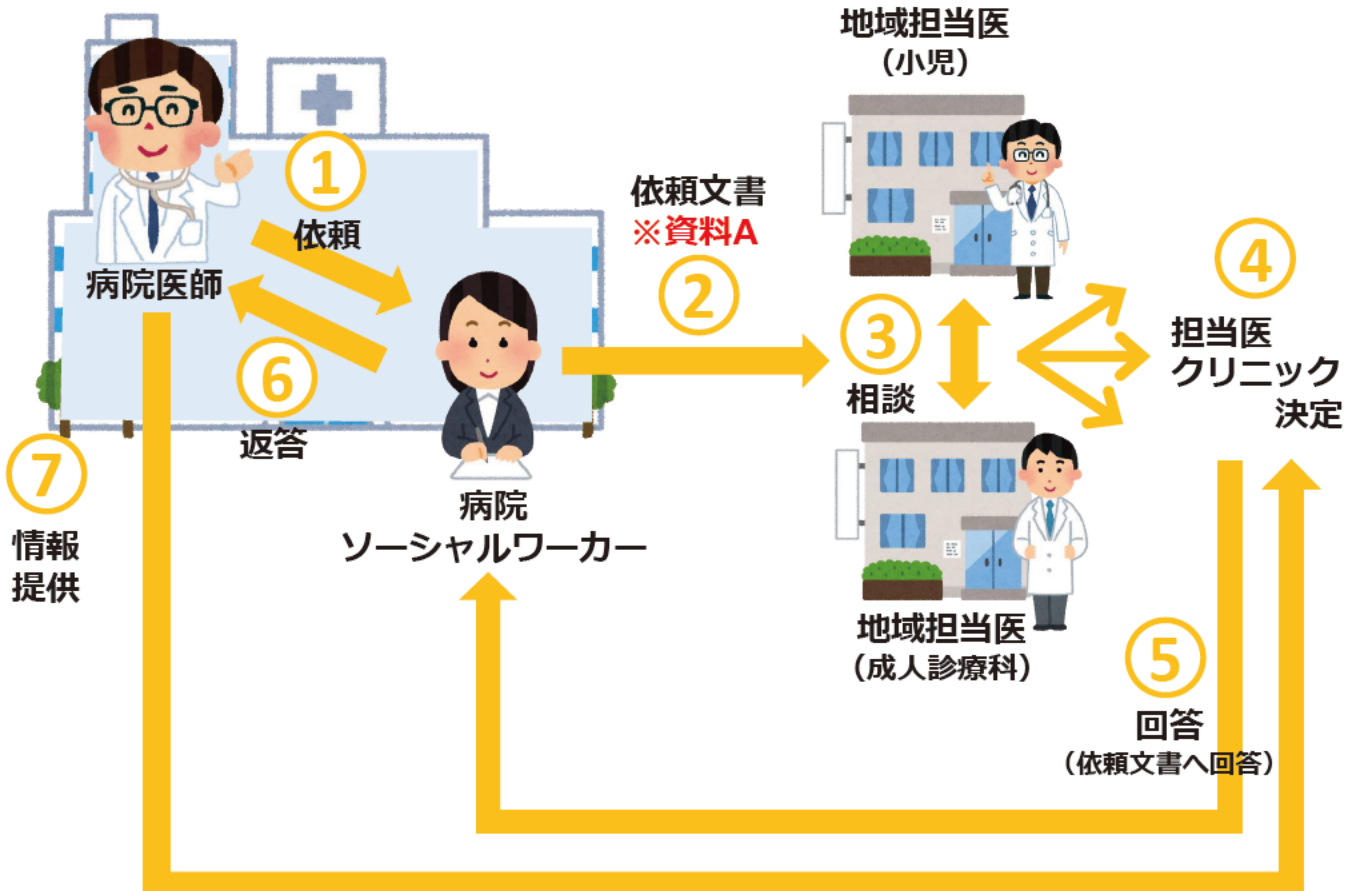 地域担当医
（小児）
①
依頼
病院医師
依頼文書
※資料A
②
③
相談
④
担当医
クリニック
決定
⑥
返答
病院
ソーシャルワーカー
⑦
情報
提供
地域担当医
（成人診療科）
⑤
回答
（依頼文書へ回答）